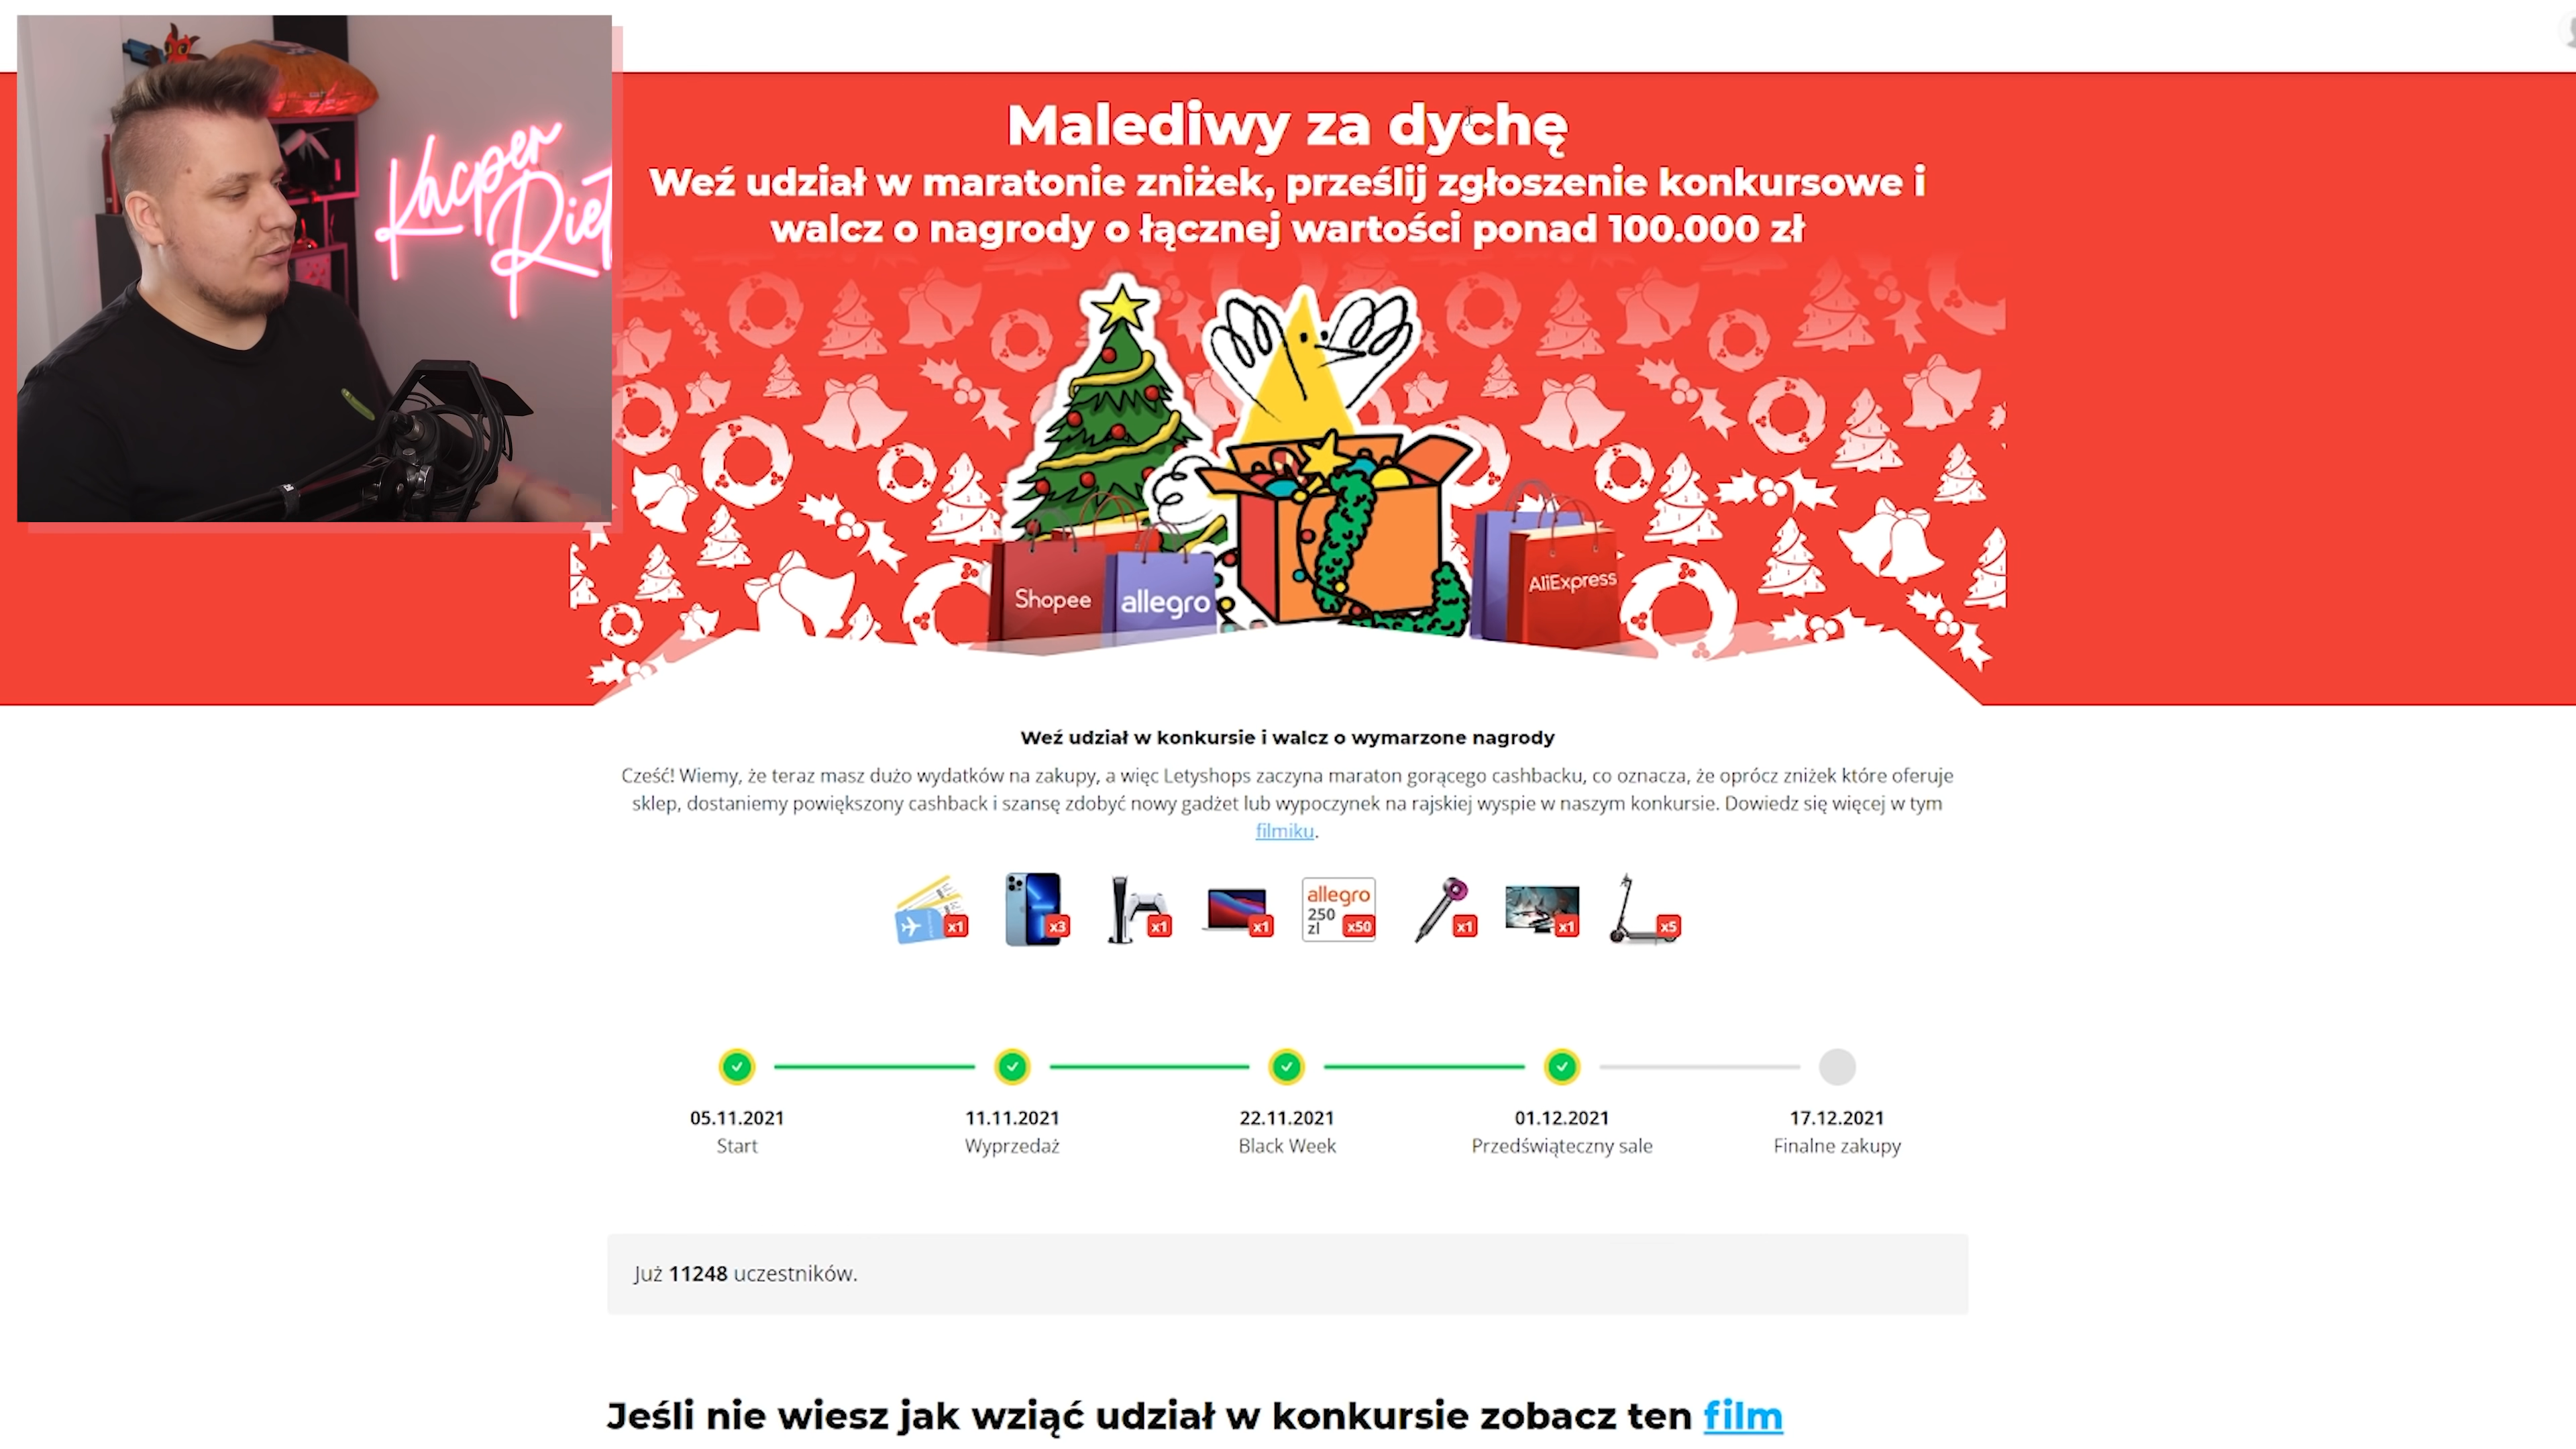 Kacper
Malediwy za dychę
Weź udział w maratonie zniżek, prześlij zgłoszenie konkursowe i
walcz o nagrody o łącznej wartości ponad 100.000 zł
Shopee
allegro
AliExpress
Weź udział w konkursie i walcz o wymarzone nagrody
Cześć! Wiemy, że teraz masz dużo wydatków na zakupy, a więc Letyshops zaczyna maraton gorącego cashbacku, co oznacza, że oprócz zniżek które oferuje
sklep, dostaniemy powiększony cashback i szansę zdobyć nowy gadżet lub wypoczynek na rajskiej wyspie w naszym konkursie. Dowiedz się więcej w tym
filmiku.
x1
x3
x1
x1
allegro
250
zl x50
x1
x1
x5
05.11.2021
Start
11.11.2021
Wyprzedaż
22.11.2021
Black Week
01.12.2021
Przedświąteczny sale
17.12.2021
Finalne zakupy
Już 11248 uczestników.
Jeśli nie wiesz jak wziąć udział w konkursie zobacz ten film